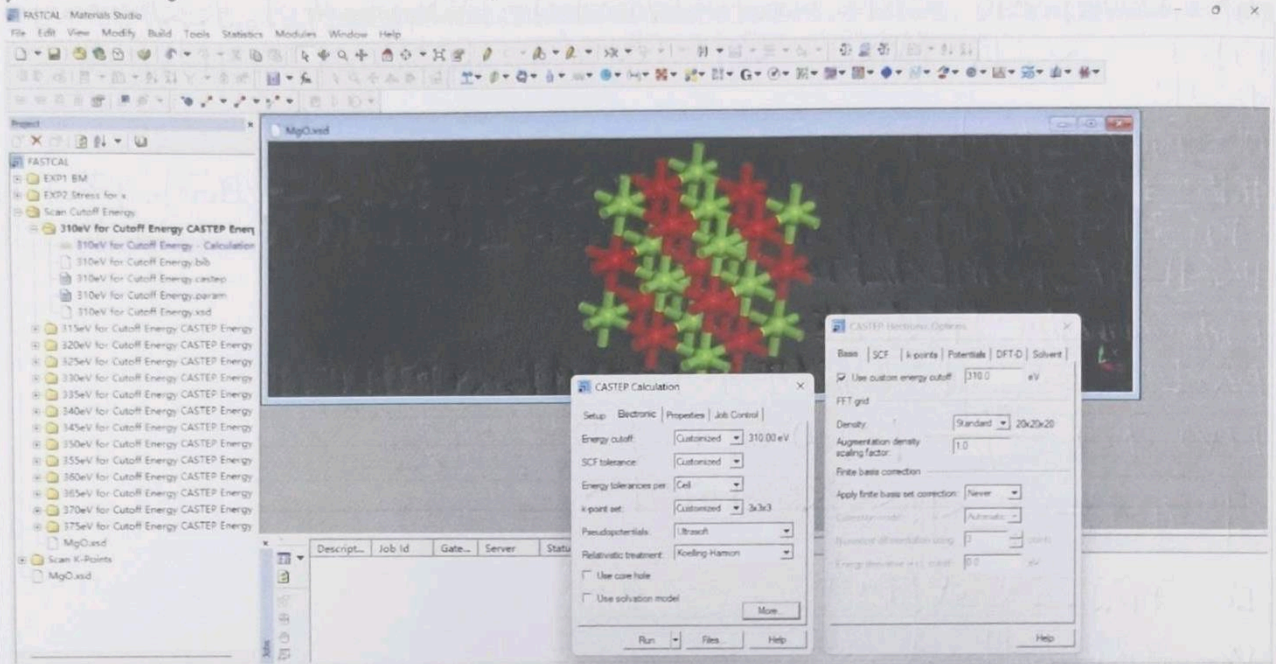 FASTCAL - Materials Studio
File Edit View Modify Build Tools Statistics Modules Window Help
Project
FASTCAL
EXP1 BM
EXP2 Stress for
Scan Cutoff Energy
310eV for Cutoff Energy CASTEP Energ
310eV for Cutoff Energy - Calculation
310eV for Cutoff Energy.bib
310eV for Cutoff Energy.castep
310eV for Cutoff Energy.param
310eV for Cutoff Energy.xsd
315eV for Cutoff Energy CASTEP Energy
320eV for Cutoff Energy CASTEP Energy
325eV for Cutoff Energy CASTEP Energy
330eV for Cutoff Energy CASTEP Energy
335eV for Cutoff Energy CASTEP Energy
340eV for Cutoff Energy CASTEP Energy
345eV for Cutoff Energy CASTEP Energy
350eV for Cutoff Energy CASTEP Energy
355eV for Cutoff Energy CASTEP Energy
360eV for Cutoff Energy CASTEP Energy
365eV for Cutoff Energy CASTEP Energy
370eV for Cutoff Energy CASTEP Energy
375eV for Cutoff Energy CASTEP Energy
MgO.xsd
Scan K-Points
MgO.xsd
MgO.xsd
Descript... Job Id Gate... Server Statu
Jobs
CASTEP Calculation
Setup Electronic Properties Job Control
Energy cutoff: Customized 310.00 eV
SCF tolerance: Customized
Energy tolerances per: Cell
k-point set: Customized 3x3x3
Pseudopotentials: Ultrasoft
Relativistic treatment: Koelling-Harmon
Use core hole
Use solvation model
More...
Run Files... Help
CASTEP Electronic Options
Basis SCF k-points Potentials DFT-D Solvent
Use custom energy cutoff: 310.0 eV
FFT grid
Density: Standard 20x20x20
Augmentation density
scaling factor: 1.0
Finite basis correction
Apply finite basis set correction: Never
Automatic
Numerical differentiation using: 3 points
0.0 eV
Help